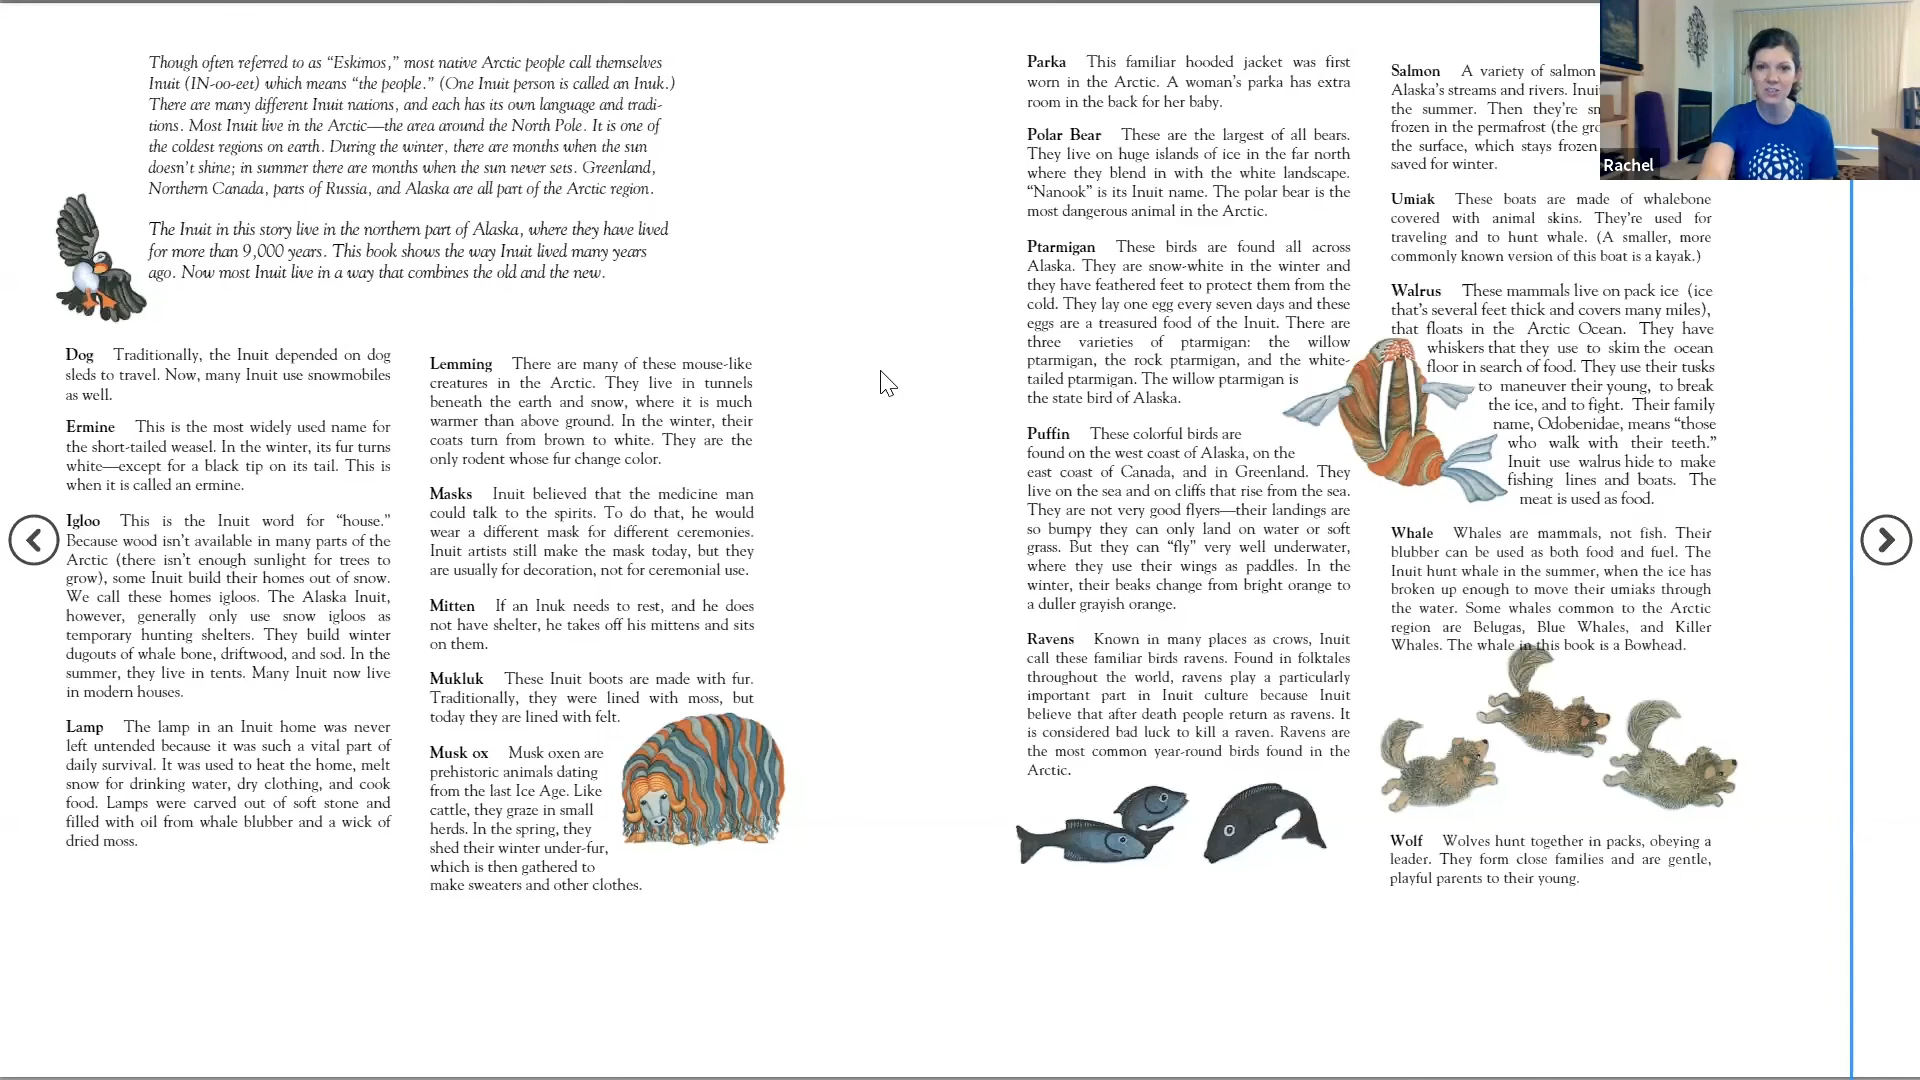 Though often referred to as “Eskimos,” most native Arctic people call themselves
Inuit (IN-oo-eet) which means “the people.” (One Inuit person is called an Inuk.)
There are many different Inuit nations, and each has its own language and tradi-
tions. Most Inuit live in the Arctic—the area around the North Pole. It is one of
the coldest regions on earth. During the winter, there are months when the sun
doesn’t shine; in summer there are months when the sun never sets. Greenland,
Northern Canada, parts of Russia, and Alaska are all part of the Arctic region.
The Inuit in this story live in the northern part of Alaska, where they have lived
for more than 9,000 years. This book shows the way Inuit lived many years
ago. Now most Inuit live in a way that combines the old and the new.
Dog Traditionally, the Inuit depended on dog
sleds to travel. Now, many Inuit use snowmobiles
as well.
Ermine This is the most widely used name for
the short-tailed weasel. In the winter, its fur turns
white—except for a black tip on its tail. This is
when it is called an ermine.
Igloo This is the Inuit word for “house.”
Because wood isn’t available in many parts of the
Arctic (there isn’t enough sunlight for trees to
grow), some Inuit build their homes out of snow.
We call these homes igloos. The Alaska Inuit,
however, generally only use snow igloos as
temporary hunting shelters. They build winter
dugouts of whale bone, driftwood, and sod. In the
summer, they live in tents. Many Inuit now live
in modern houses.
Lamp The lamp in an Inuit home was never
left untended because it was such a vital part of
daily survival. It was used to heat the home, melt
snow for drinking water, dry clothing, and cook
food. Lamps were carved out of soft stone and
filled with oil from whale blubber and a wick of
dried moss.
Lemming There are many of these mouse-like
creatures in the Arctic. They live in tunnels
beneath the earth and snow, where it is much
warmer than above ground. In the winter, their
coats turn from brown to white. They are the
only rodent whose fur change color.
Masks Inuit believed that the medicine man
could talk to the spirits. To do that, he would
wear a different mask for different ceremonies.
Inuit artists still make the mask today, but they
are usually for decoration, not for ceremonial use.
Mitten If an Inuk needs to rest, and he does
not have shelter, he takes off his mittens and sits
on them.
Mukluk These Inuit boots are made with fur.
Traditionally, they were lined with moss, but
today they are lined with felt.
Musk ox Musk oxen are
prehistoric animals dating
from the last Ice Age. Like
cattle, they graze in small
herds. In the spring, they
shed their winter under-fur,
which is then gathered to
make sweaters and other clothes.
Parka This familiar hooded jacket was first
worn in the Arctic. A woman’s parka has extra
room in the back for her baby.
Polar Bear These are the largest of all bears.
They live on huge islands of ice in the far north
where they blend in with the white landscape.
“Nanook” is its Inuit name. The polar bear is the
most dangerous animal in the Arctic.
Ptarmigan These birds are found all across
Alaska. They are snow-white in the winter and
they have feathered feet to protect them from the
cold. They lay one egg every seven days and these
eggs are a treasured food of the Inuit. There are
three varieties of ptarmigan: the willow
ptarmigan, the rock ptarmigan, and the white-
tailed ptarmigan. The willow ptarmigan is
the state bird of Alaska.
Puffin These colorful birds are
found on the west coast of Alaska, on the
east coast of Canada, and in Greenland. They
live on the sea and on cliffs that rise from the sea.
They are not very good flyers—their landings are
so bumpy they can only land on water or soft
grass. But they can “fly” very well underwater,
where they use their wings as paddles. In the
winter, their beaks change from bright orange to
a duller grayish orange.
Ravens Known in many places as crows, Inuit
call these familiar birds ravens. Found in folktales
throughout the world, ravens play a particularly
important part in Inuit culture because Inuit
believe that after death people return as ravens. It
is considered bad luck to kill a raven. Ravens are
the most common year-round birds found in the
Arctic.
Salmon A variety of salmon
Alaska’s streams and rivers.
the summer. Then they’re
frozen in the permafrost (the
the surface, which stays frozen
saved for winter.
Umiak These boats are made of whalebone
covered with animal skins. They’re used for
traveling and to hunt whale. (A smaller, more
commonly known version of this boat is a kayak.)
Walrus These mammals live on pack ice (ice
that’s several feet thick and covers many miles),
that floats in the Arctic Ocean. They have
whiskers that they use to skim the ocean
floor in search of food. They use their tusks
to maneuver their young, to break
the ice, and to fight. Their family
name, Odobenidae, means “those
who walk with their teeth.”
Inuit use walrus hide to make
fishing lines and boats. The
meat is used as food.
Whale Whales are mammals, not fish. Their
blubber can be used as both food and fuel. The
Inuit hunt whale in the summer, when the ice has
broken up enough to move their umiaks through
the water. Some whales common to the Arctic
region are Belugas, Blue Whales, and Killer
Whales. The whale in this book is a Bowhead.
Wolf Wolves hunt together in packs, obeying a
leader. They form close families and are gentle,
playful parents to their young.
Rachel